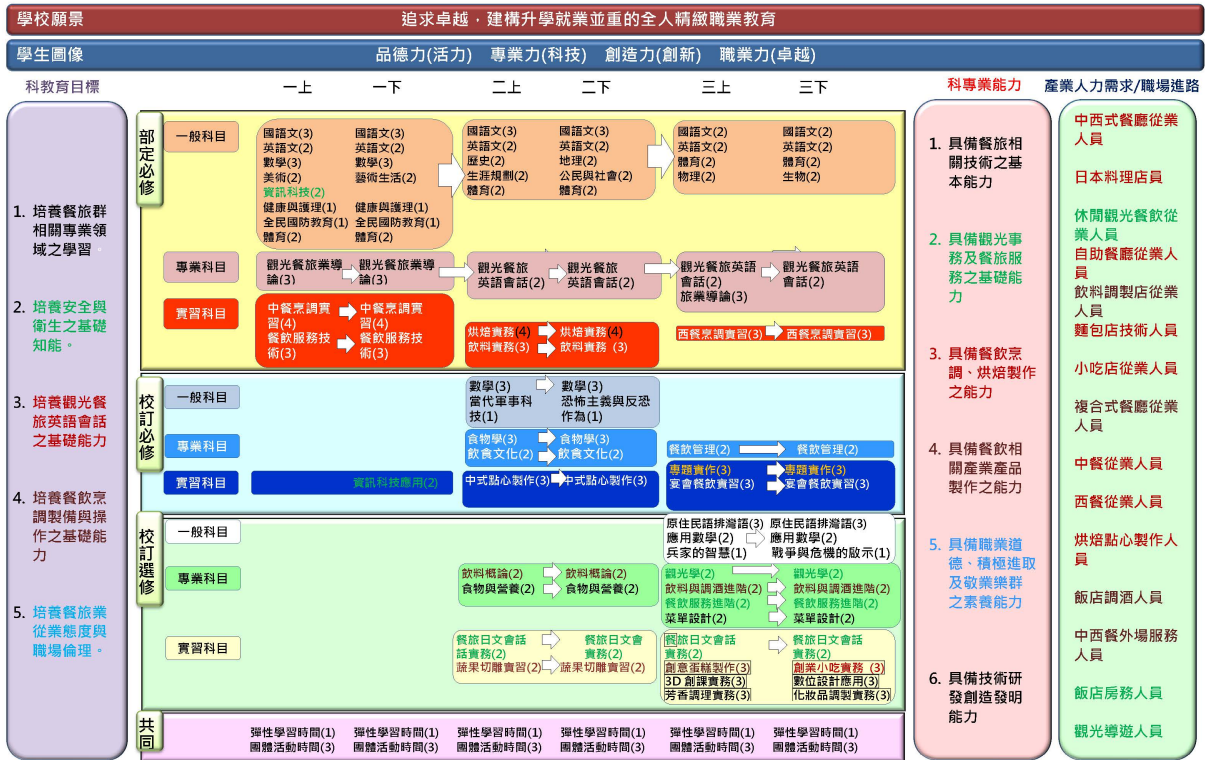 學校願景
追求卓越．建構升學就業並重的全人精緻職業教育
學生圖像
品德力(活力) 專業力(科技) 創造力(創新) 職業力(卓越)
科教育目標
一上
一下
二上
二下
三上
三下
科專業能力
產業人力需求/職場進路
1. 培養餐旅群
相關專業領
域之學習。
2. 培養安全與
衛生之基礎
知能。
3. 培養觀光餐
旅英語會話
之基礎能力
4. 培養餐飲烹
調製備與操
作之基礎能
力
5. 培養餐旅業
從業態度與
職場倫理。
部定必修
一般科目
國語文(3)
英語文(2)
數學(3)
美術(2)
資訊科技(2)
健康與護理(1)
全民國防教育(1)
體育(2)
國語文(3)
英語文(2)
數學(3)
藝術生活(2)
健康與護理(1)
全民國防教育(1)
體育(2)
國語文(3)
英語文(2)
歷史(2)
生涯規劃(2)
體育(2)
國語文(3)
英語文(2)
地理(2)
公民與社會(2)
體育(2)
國語文(2)
英語文(2)
體育(2)
物理(2)
國語文(2)
英語文(2)
體育(2)
生物(2)
專業科目
觀光餐旅業導
論(3)
觀光餐旅業導
論(3)
觀光餐旅
英語會話(2)
觀光餐旅
英語會話(2)
觀光餐旅英語
會話(2)
旅業導論(3)
觀光餐旅英語
會話(2)
實習科目
中餐烹調實
習(4)
餐飲服務技
術(3)
中餐烹調實
習(4)
餐飲服務技
術(3)
烘焙實務(4)
飲料實務(3)
烘焙實務(4)
飲料實務 (3)
西餐烹調實習(3)
西餐烹調實習(3)
校訂必修
一般科目
數學(3)
當代軍事科
技(1)
數學(3)
恐怖主義與反恐
作為(1)
專業科目
食物學(3)
飲食文化(2)
食物學(3)
飲食文化(2)
餐飲管理(2)
餐飲管理(2)
實習科目
資訊科技應用(2)
中式點心製作(3)
中式點心製作(3)
專題實作(3)
宴會餐飲實習(3)
專題實作(3)
宴會餐飲實習(3)
校訂選修
一般科目
原住民語排灣語(3)
應用數學(2)
兵家的智慧(1)
原住民語排灣語(3)
應用數學(2)
戰爭與危機的啟示(1)
專業科目
飲料概論(2)
食物與營養(2)
飲料概論(2)
食物與營養(2)
觀光學(2)
飲料與調酒進階(2)
餐飲服務進階(2)
菜單設計(2)
觀光學(2)
飲料與調酒進階(2)
餐飲服務進階(2)
菜單設計(2)
實習科目
餐旅日文會話
話實務(2)
蔬果切雕實習(2)
餐旅日文會
實務(2)
蔬果切雕實習(2)
餐旅日文會話
實務(2)
創意蛋糕製作(3)
3D 創課實務(3)
芳香調理實務(3)
餐旅日文會話
實務(2)
創業小吃實務 (3)
數位設計應用(3)
化妝品調製實務(3)
共同
彈性學習時間(1)
團體活動時間(3)
彈性學習時間(1)
團體活動時間(3)
彈性學習時間(1)
團體活動時間(3)
彈性學習時間(1)
團體活動時間(3)
彈性學習時間(1)
團體活動時間(3)
彈性學習時間(1)
團體活動時間(3)
1. 具備餐旅相
關技術之基
本能力
2. 具備觀光事
務及餐旅服
務之基礎能
力
3. 具備餐飲烹
調、烘焙製作
之能力
4. 具備餐飲相
關產業產品
製作之能力
5. 具備職業道
德、積極進取
及敬業樂群
之素養能力
6. 具備技術研
發創造發明
能力
中西式餐廳從業
人員
日本料理店員
休閒觀光餐飲從
業人員
自助餐廳從業人
員
飲料調製店從業
人員
麵包店技術人員
小吃店從業人員
複合式餐廳從業
人員
中餐從業人員
西餐從業人員
烘焙點心製作人
員
飯店調酒人員
中西餐外場服務
人員
飯店房務人員
觀光導遊人員